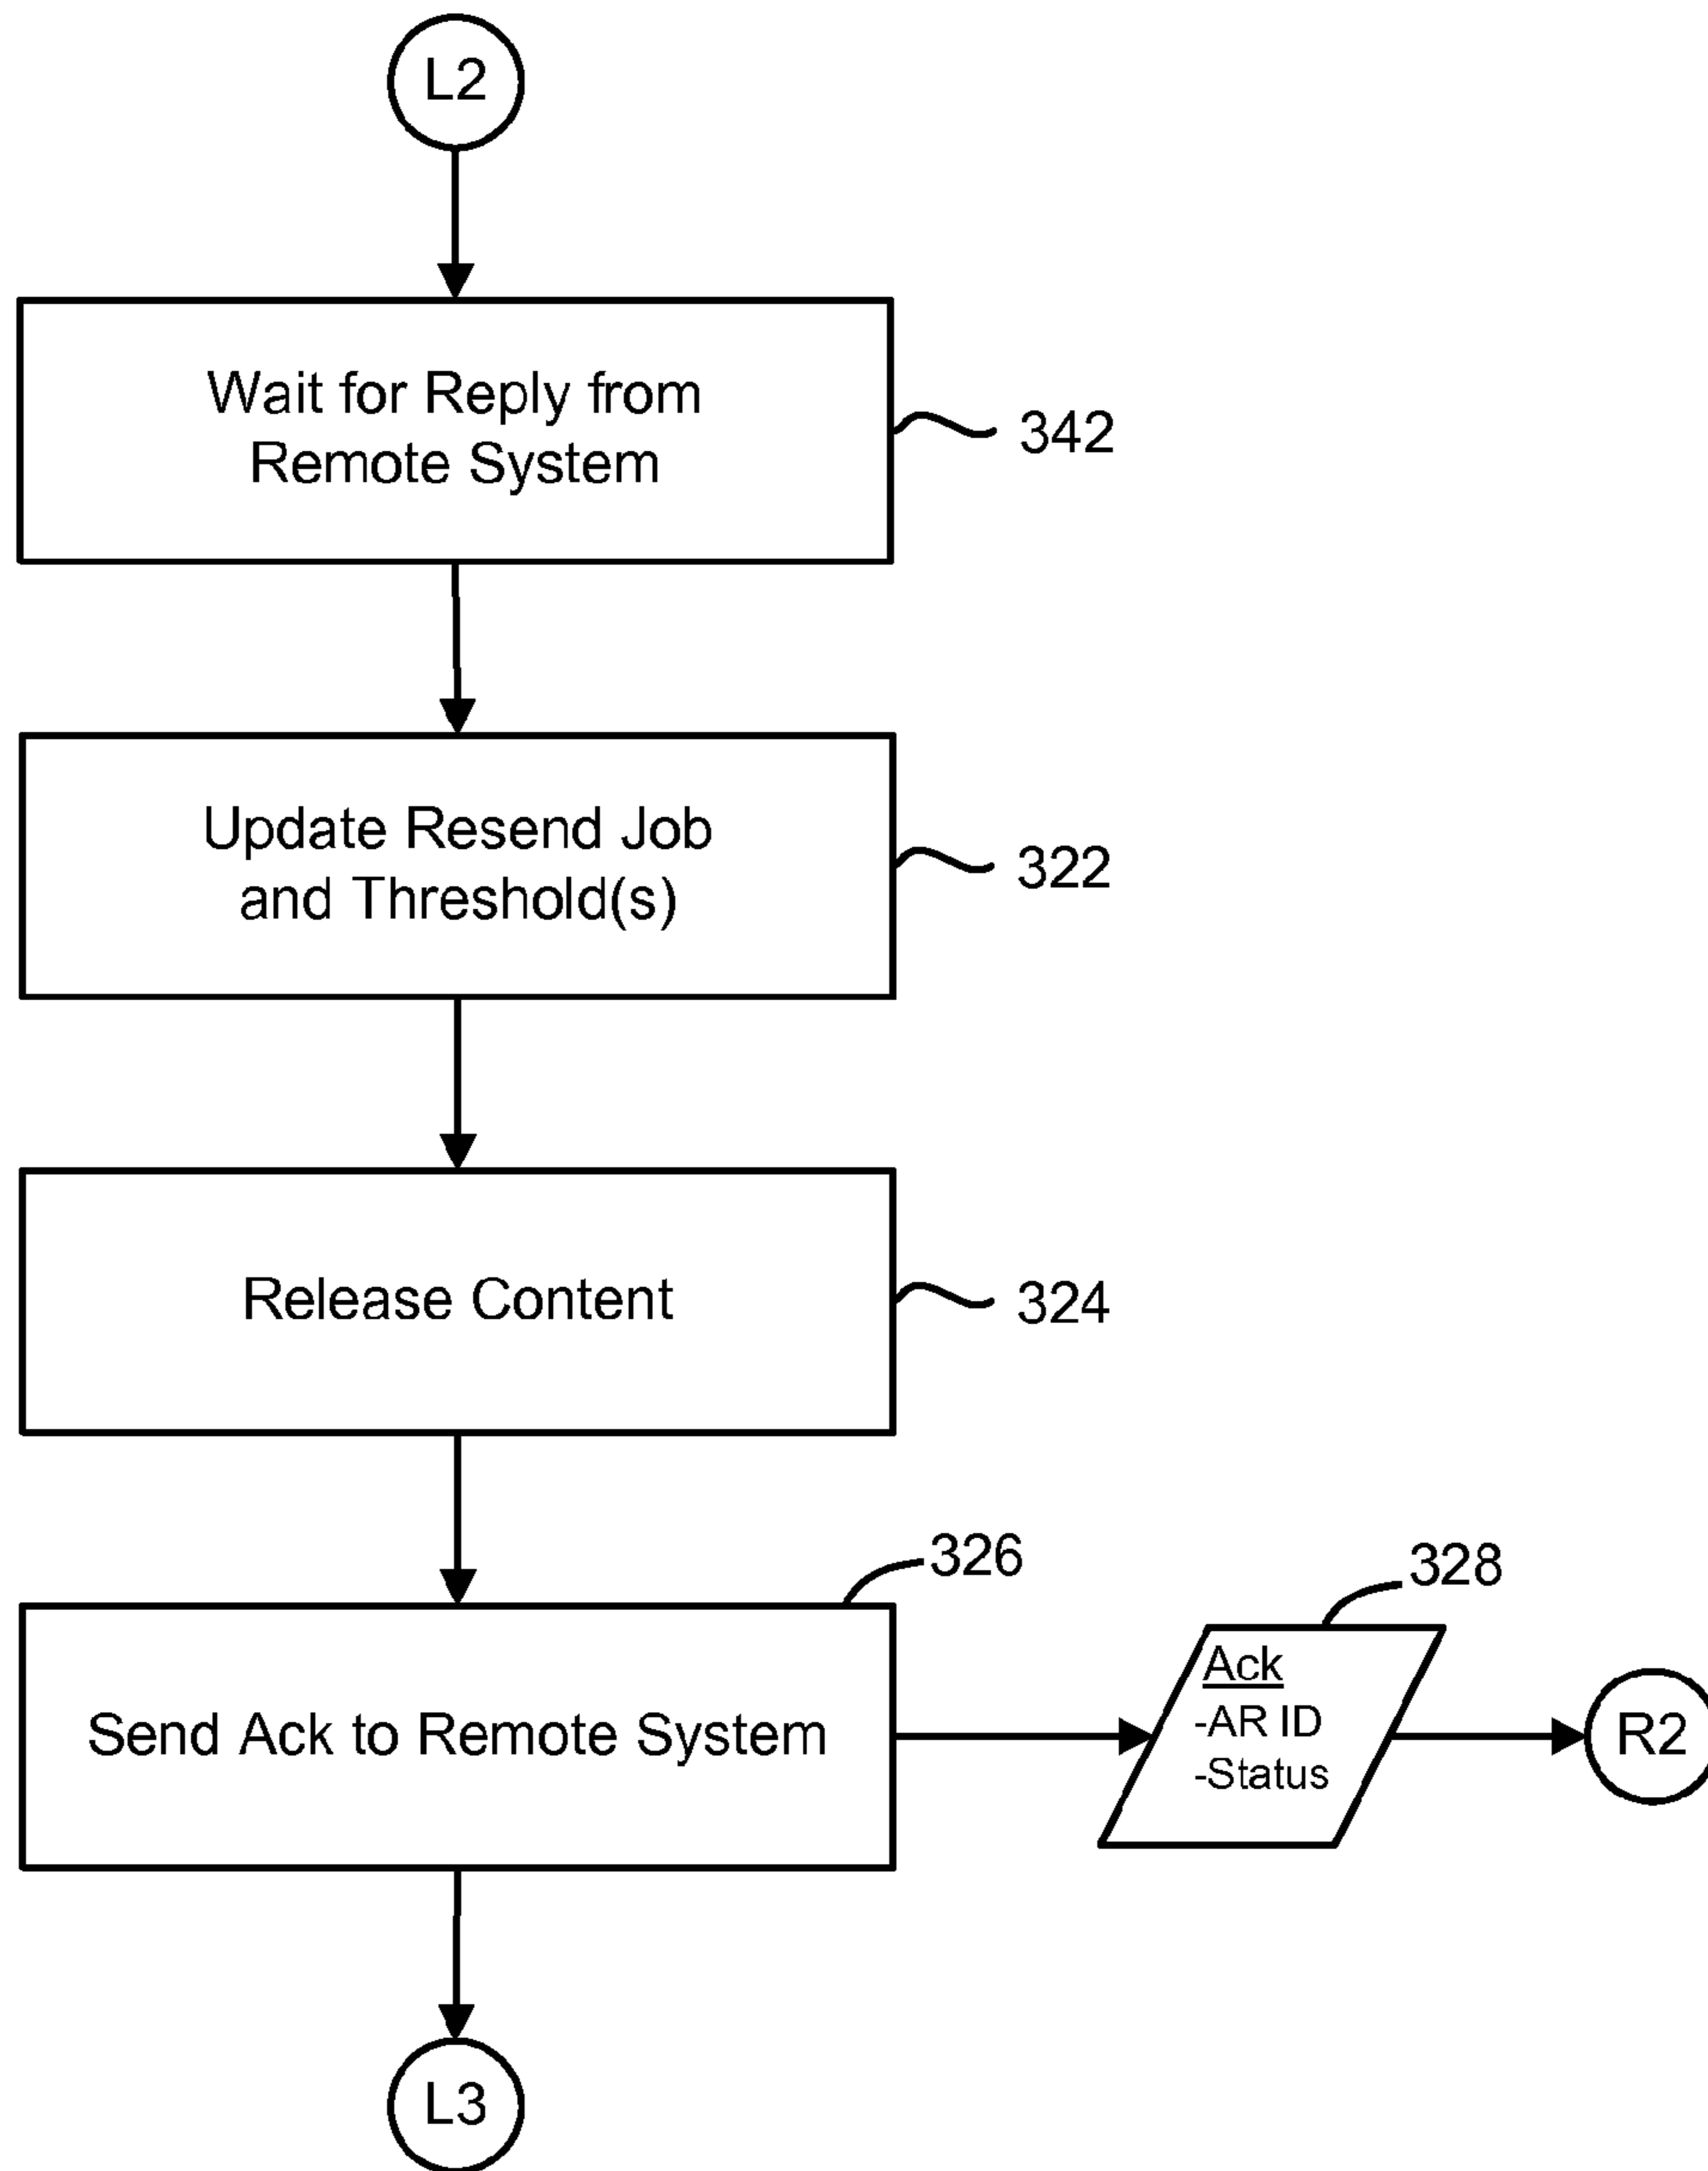 L2
Wait for Reply from
Remote System
342
Update Resend Job
and Threshold(s)
322
Release Content
324
326
328
Send Ack to Remote System
Ack
-AR ID
-Status
R2
L3